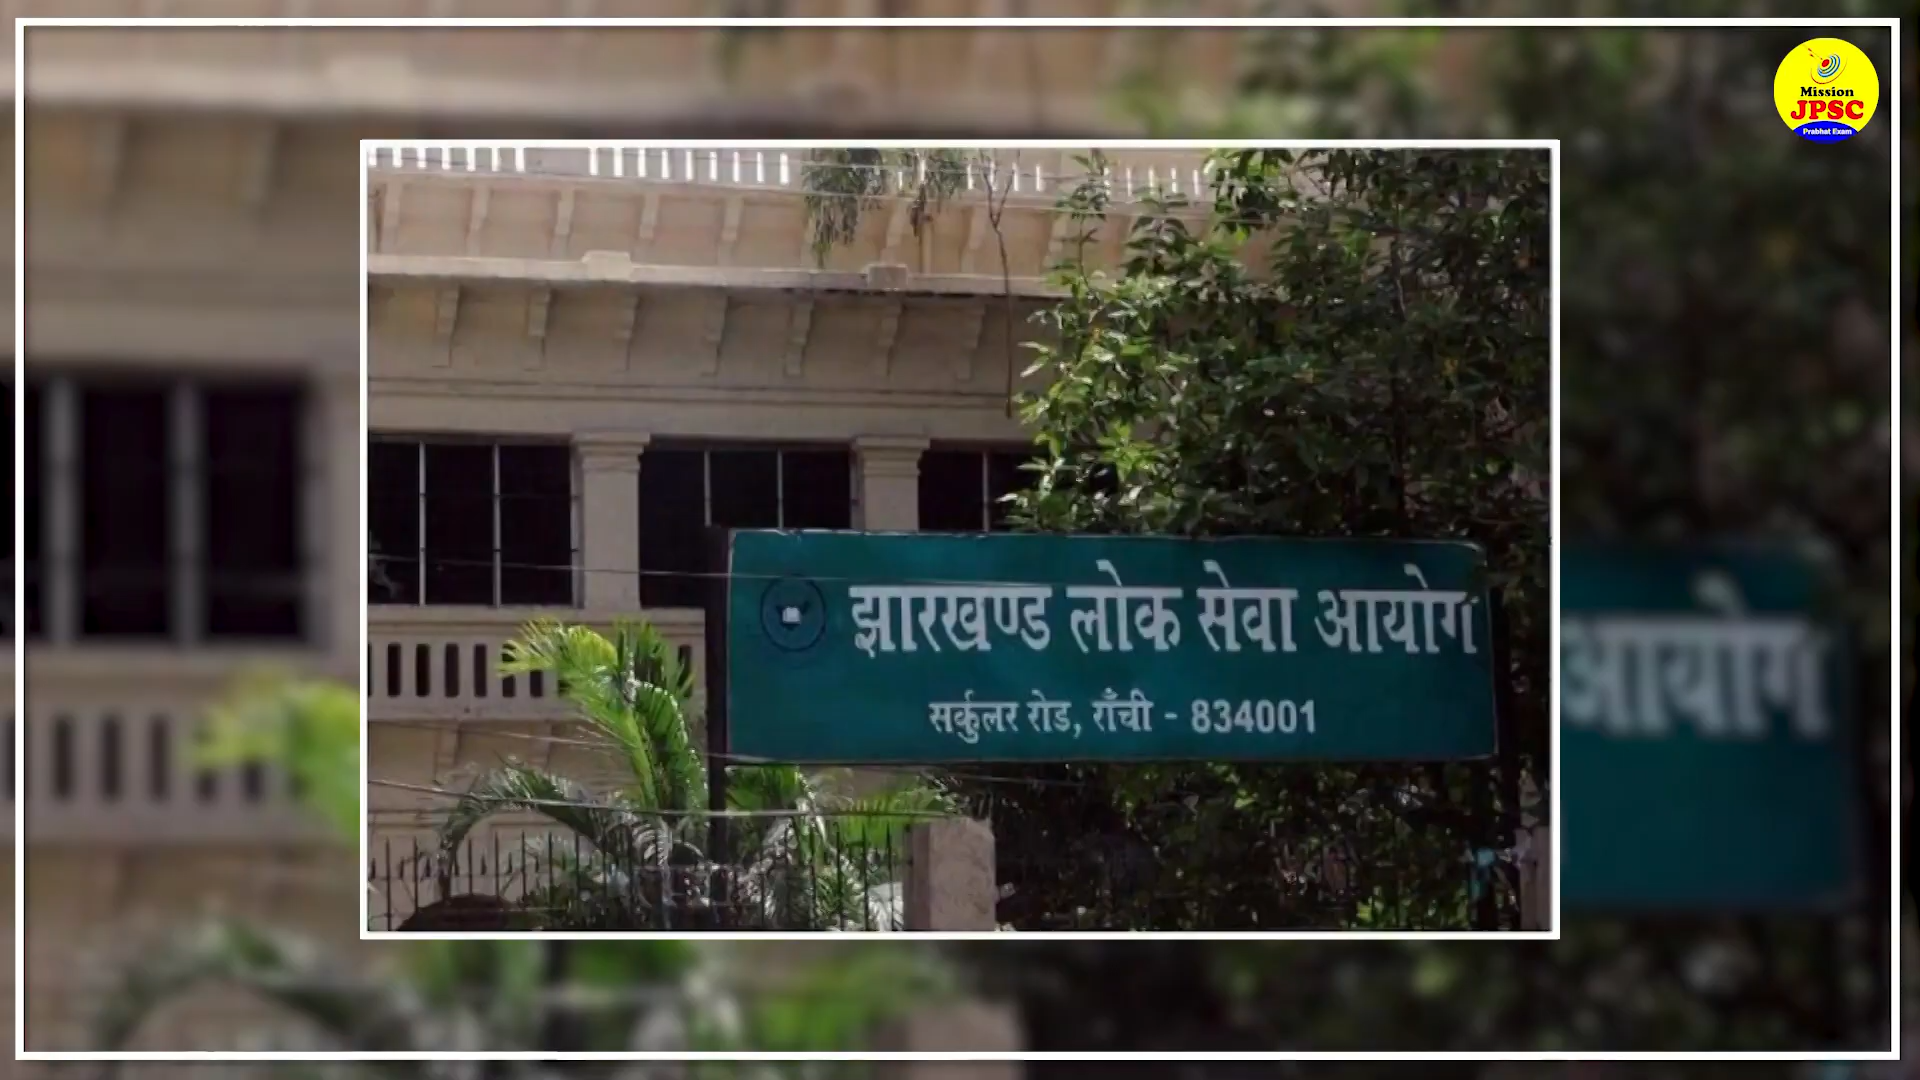 Mission
JPSC
Prabhat Exam
झारखण्ड लोक सेवा आयोग
सर्कुलर रोड, राँची - 834001
आयोग